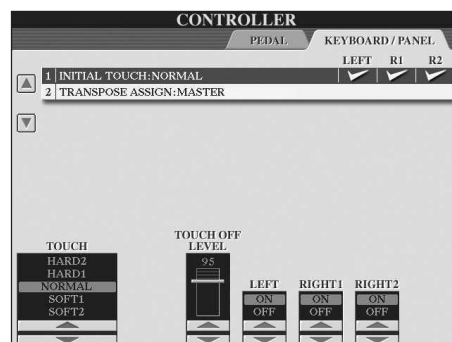 CONTROLLER
PEDAL KEYBOARD / PANEL
LEFT R1 R2
1 INITIAL TOUCH:NORMAL
2 TRANSPOSE ASSIGN:MASTER
TOUCH
HARD2
HARD1
NORMAL
SOFT1
SOFT2
TOUCH OFF
LEVEL
95
LEFT
ON
OFF
RIGHT1
ON
OFF
RIGHT2
ON
OFF